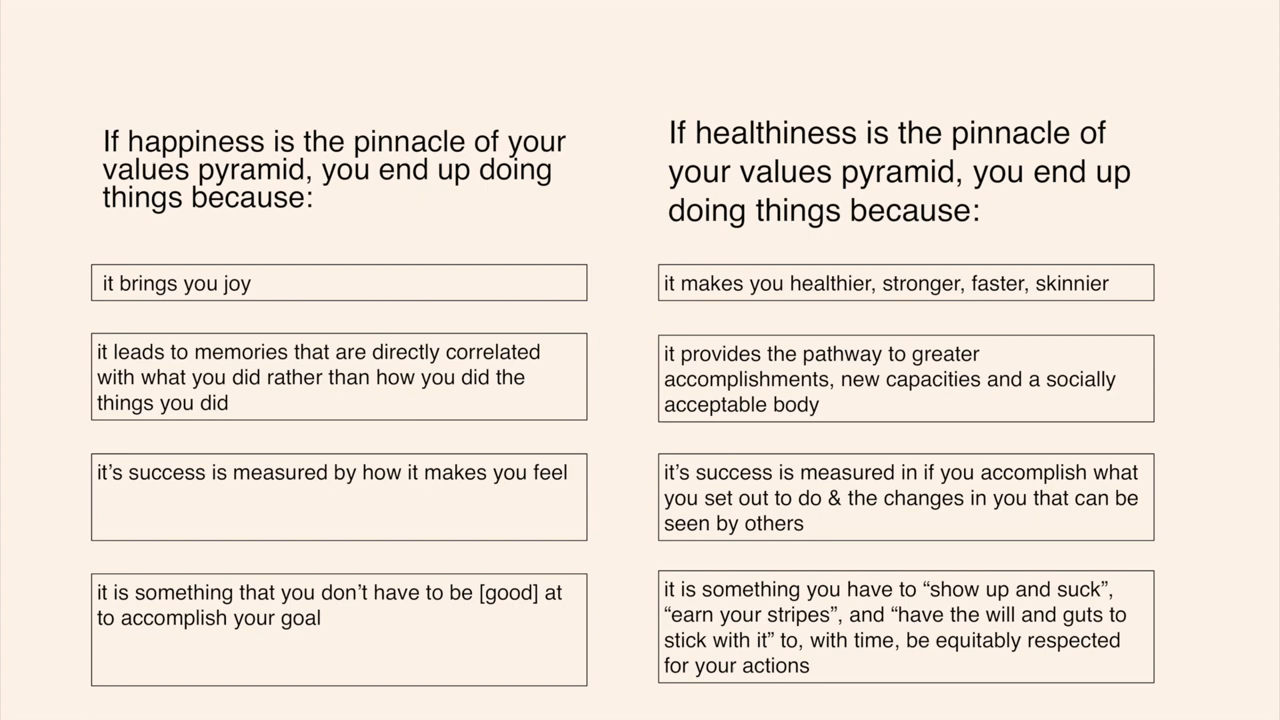 If happiness is the pinnacle of your
values pyramid, you end up doing
things because:
it brings you joy
it leads to memories that are directly correlated
with what you did rather than how you did the
things you did
it’s success is measured by how it makes you feel
it is something that you don’t have to be [good] at
to accomplish your goal
If healthiness is the pinnacle of
your values pyramid, you end up
doing things because:
it makes you healthier, stronger, faster, skinnier
it provides the pathway to greater
accomplishments, new capacities and a socially
acceptable body
it’s success is measured in if you accomplish what
you set out to do & the changes in you that can be
seen by others
it is something you have to “show up and suck”,
“earn your stripes”, and “have the will and guts to
stick with it” to, with time, be equitably respected
for your actions